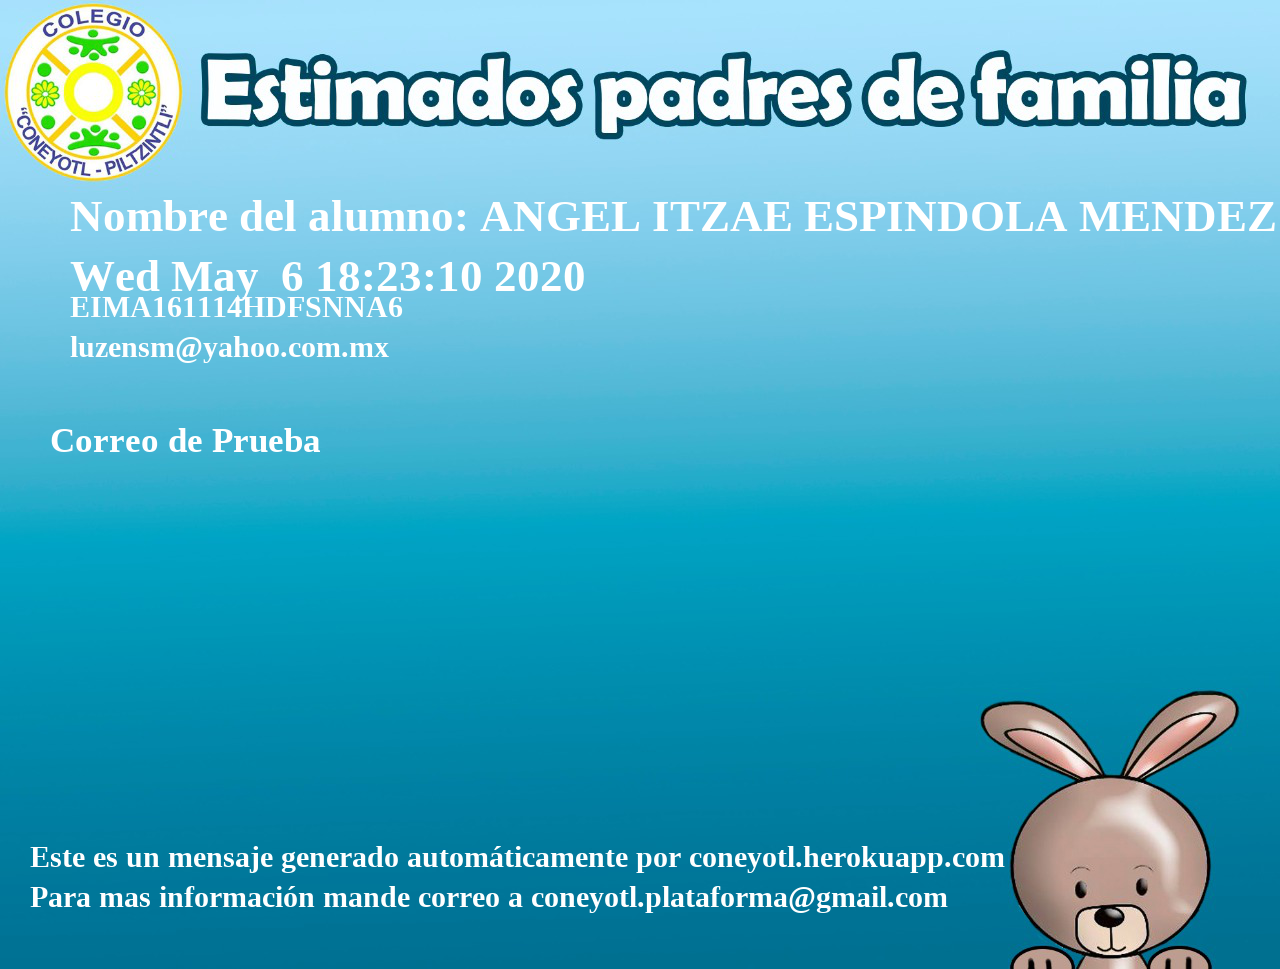 COLEGIO
"CONEYOTL - PILTZINTLI"
Estimados padres de familia
Nombre del alumno: ANGEL ITZAE ESPINDOLA MENDEZ
Wed May  6 18:23:10 2020
EIMA161114HDFSNNA6
luzensm@yahoo.com.mx
Correo de Prueba
Este es un mensaje generado automáticamente por coneyotl.herokuapp.com
Para mas información mande correo a coneyotl.plataforma@gmail.com